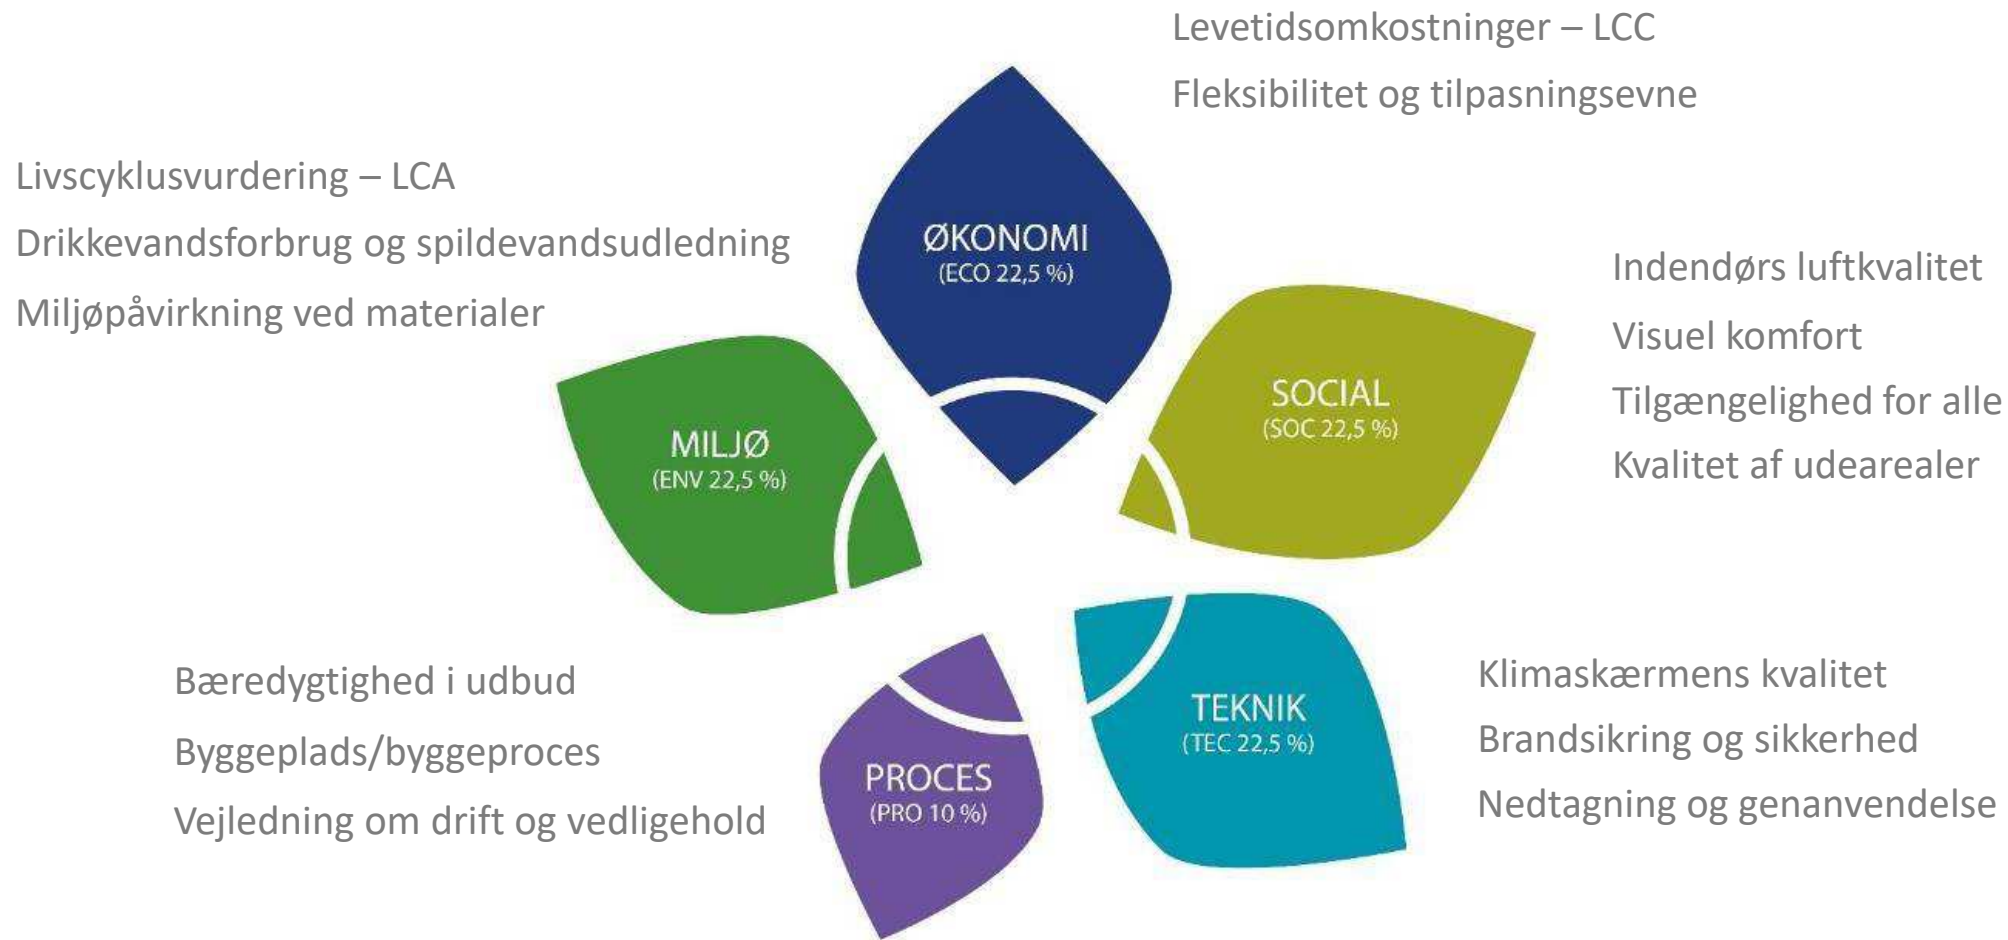 Levetidsomkostninger – LCC
Fleksibilitet og tilpasningsevne
Livscyklusvurdering – LCA
Drikkevandsforbrug og spildevandsudledning
Miljøpåvirkning ved materialer
ØKONOMI
(ECO 22,5 %)
Indendørs luftkvalitet
Visuel komfort
Tilgængelighed for alle
Kvalitet af udearealer
SOCIAL
(SOC 22,5 %)
MILJØ
(ENV 22,5 %)
Bæredygtighed i udbud
Byggeplads/byggeproces
Vejledning om drift og vedligehold
PROCES
(PRO 10 %)
TEKNIK
(TEC 22,5 %)
Klimaskærmens kvalitet
Brandsikring og sikkerhed
Nedtagning og genanvendelse